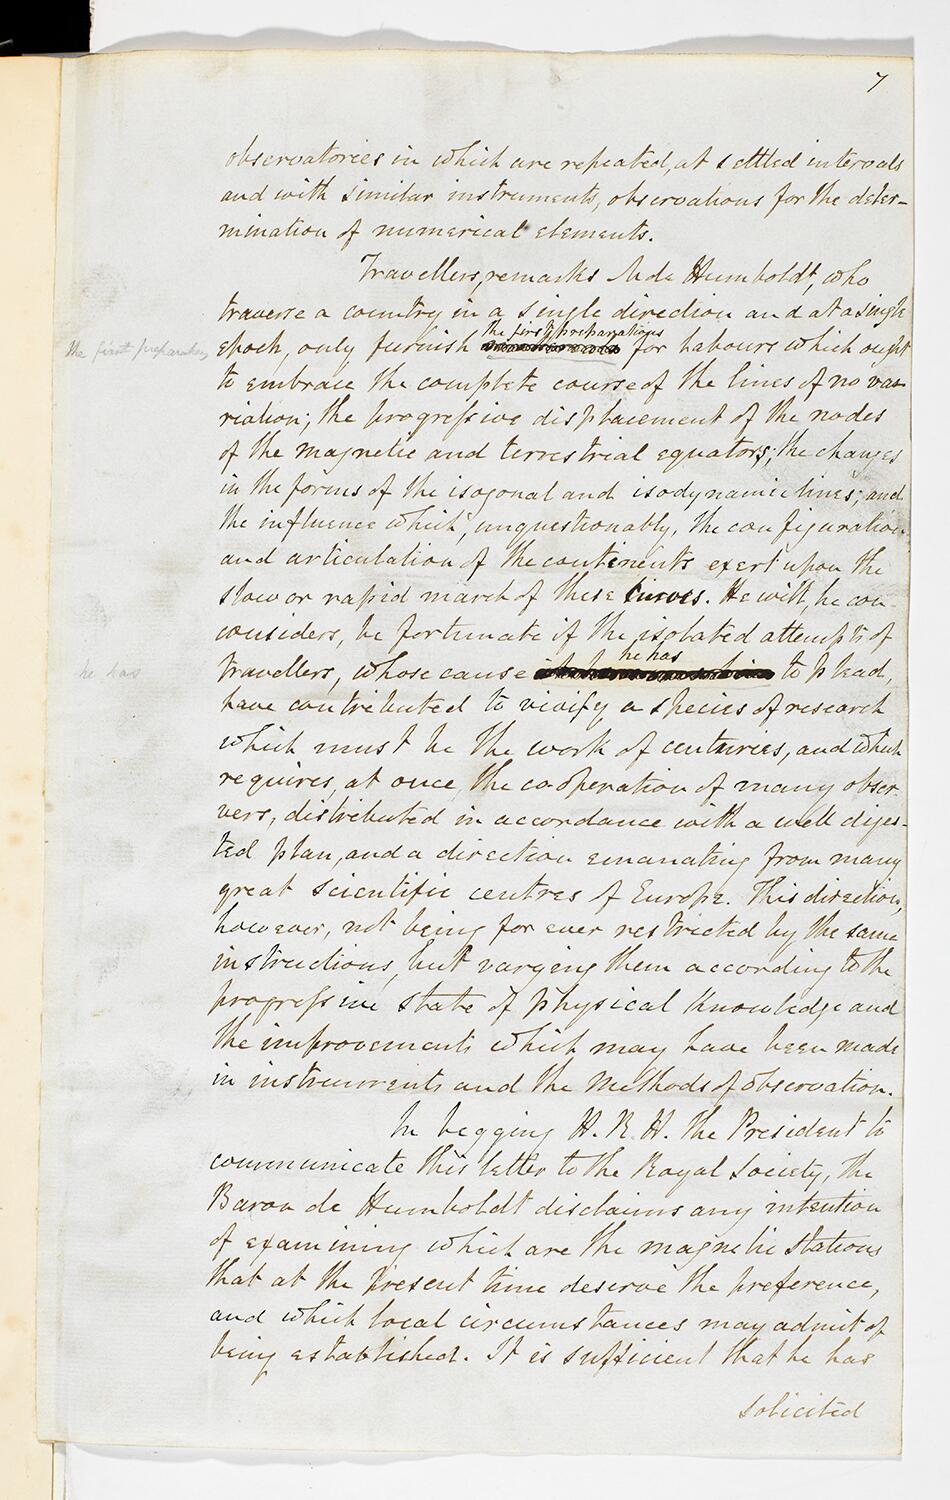 7
observatories in which are repeated, at settled intervals
and with similar instruments, observations for the deter-
mination of numerical elements.
Travellers, remarks M. de Humboldt, who
traverse a country in a single direction and at a single
the first preparations
epoch, only furnish for labours which ought
the first preparations
to embrace the complete course of the lines of no va-
riation; the progressive displacement of the nodes
of the magnetic and terrestrial equators; the changes
in the forms of the isogonal and isodynamic lines; and
the influence which, unquestionably, the configuration
and articulation of the continents exert upon the
slow or rapid march of these curves. He will, he con-
considers, be fortunate if the isolated attempts of
he has
travellers, whose cause to plead,
he has
have contributed to vivify a species of research
which must be the work of centuries, and which
requires, at once, the cooperation of many obser-
vers, distributed in accordance with a well diges-
ted plan, and a direction emanating from many
great scientific centres of Europe. This direction,
however, not being for ever restricted by the same
instructions, but varying them according to the
progressive state of physical knowledge and
the improvements which may have been made
in instruments and the methods of observation.
In begging H. R. H. the President to
communicate this letter to the Royal Society, the
Baron de Humboldt disclaims any intention
of examining which are the magnetic stations
that at the present time deserve the preference,
and which local circumstances may admit of
being established. It is sufficient that he has
solicited